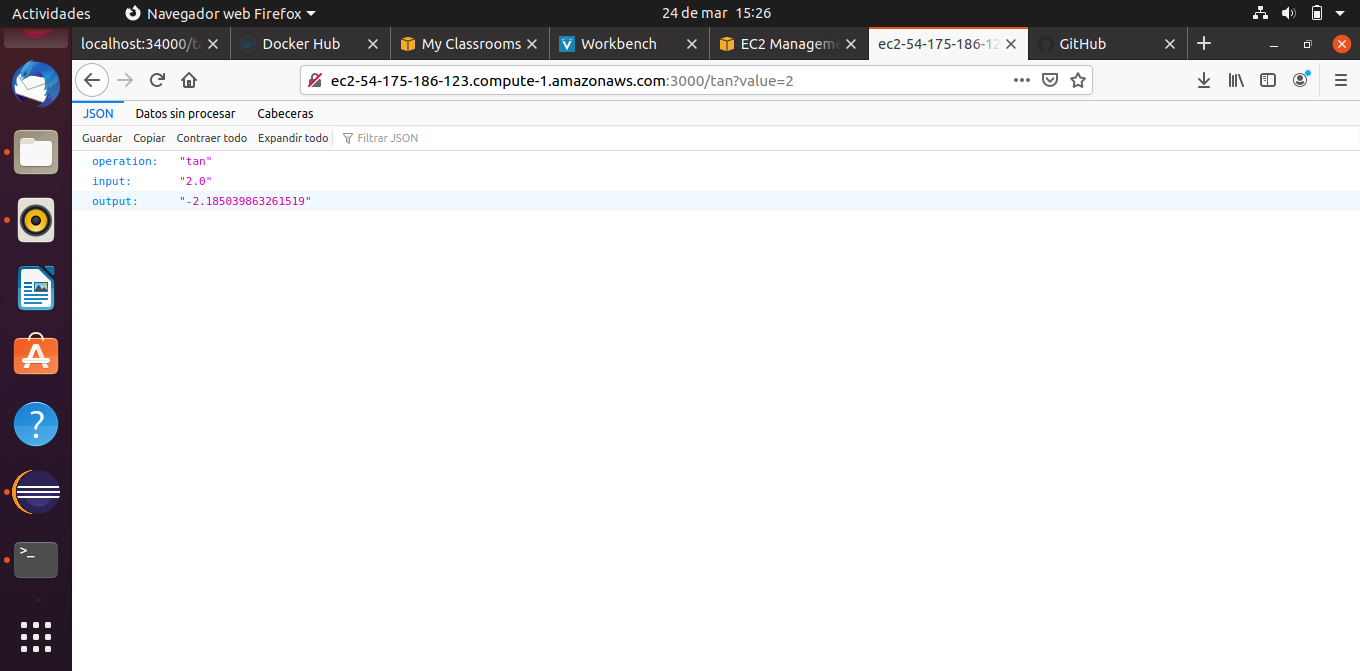 Actividades Navegador web Firefox 24 de mar 15:26
localhost:34000/t Docker Hub My Classrooms Workbench EC2 Managem ec2-54-175-186-12 GitHub
ec2-54-175-186-123.compute-1.amazonaws.com:3000/tan?value=2
JSON Datos sin procesar Cabeceras
Guardar Copiar Contraer todo Expandir todo Filtrar JSON
operation: "tan"
input: "2.0"
output: "-2.185039863261519"